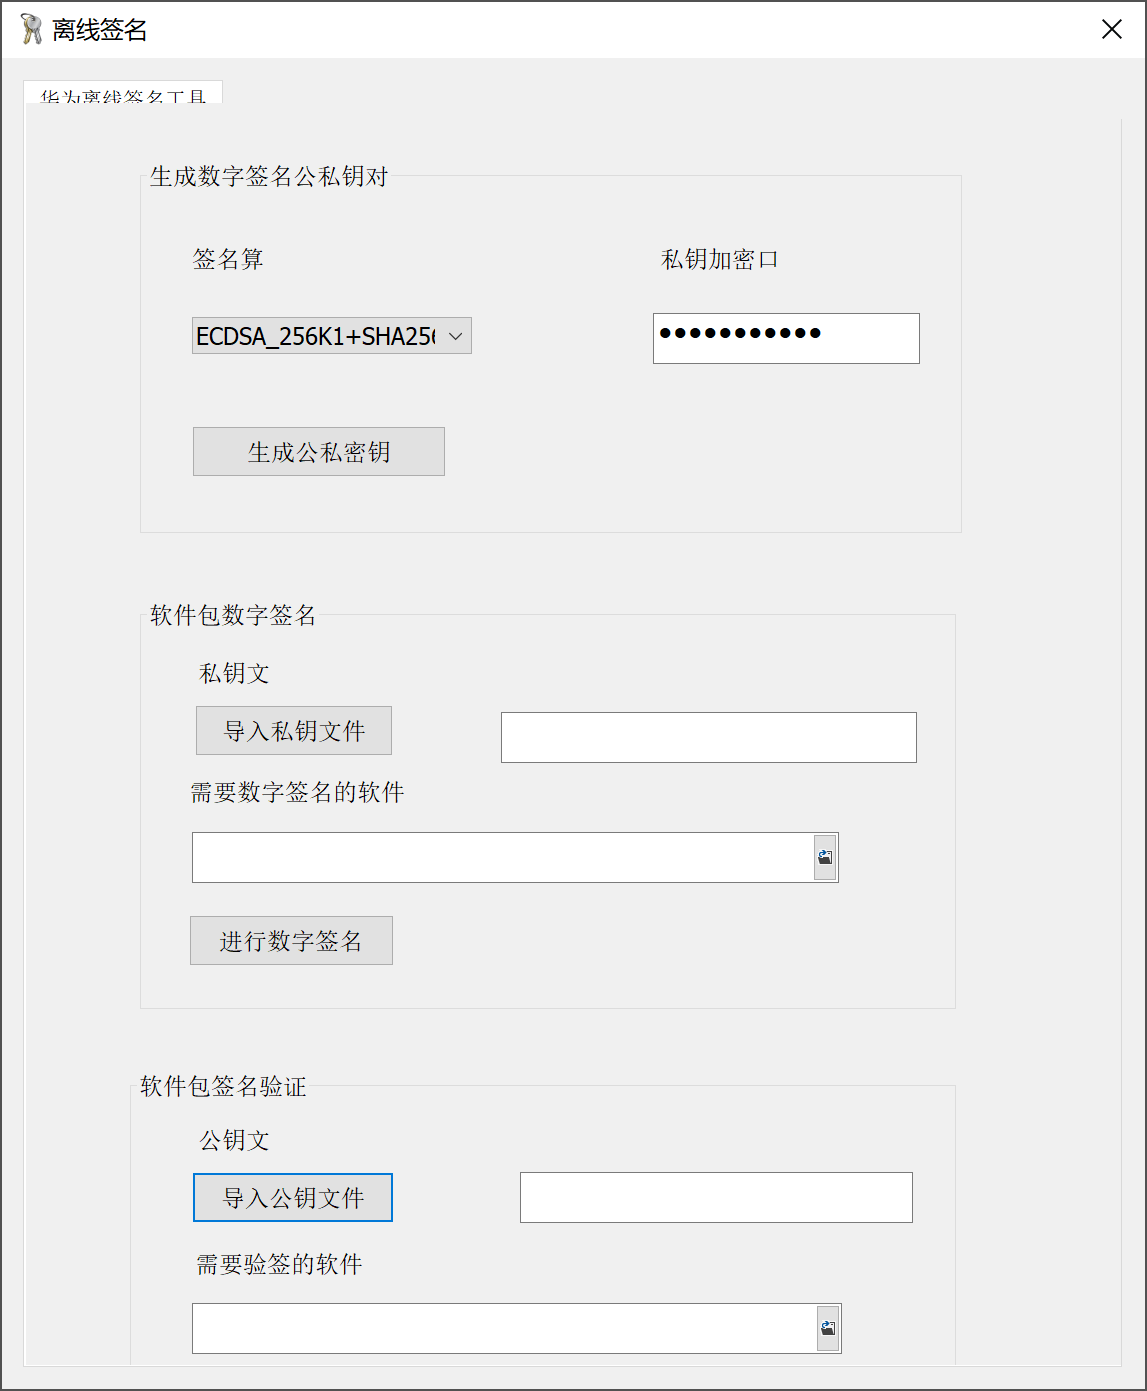 离线签名
华为离线签名工具
生成数字签名公私钥对
签名算
私钥加密口
ECDSA_256K1+SHA256
生成公私密钥
软件包数字签名
私钥文
导入私钥文件
需要数字签名的软件
进行数字签名
软件包签名验证
公钥文
导入公钥文件
需要验签的软件